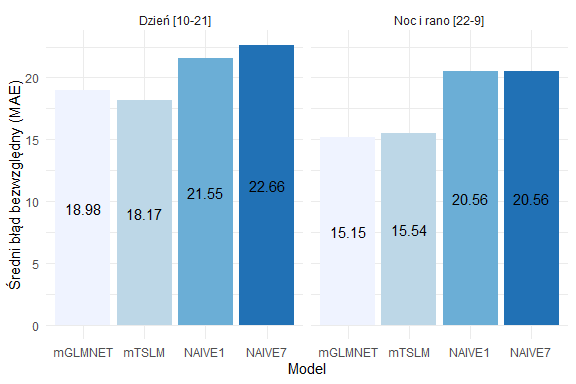 Dzień [10-21]
Noc i rano [22-9]
Średni błąd bezwzględny (MAE)
20
15
10
5
0
18.98
18.17
21.55
22.66
15.15
15.54
20.56
20.56
mGLMNET mTSLM NAIVE1 NAIVE7
mGLMNET mTSLM NAIVE1 NAIVE7
Model